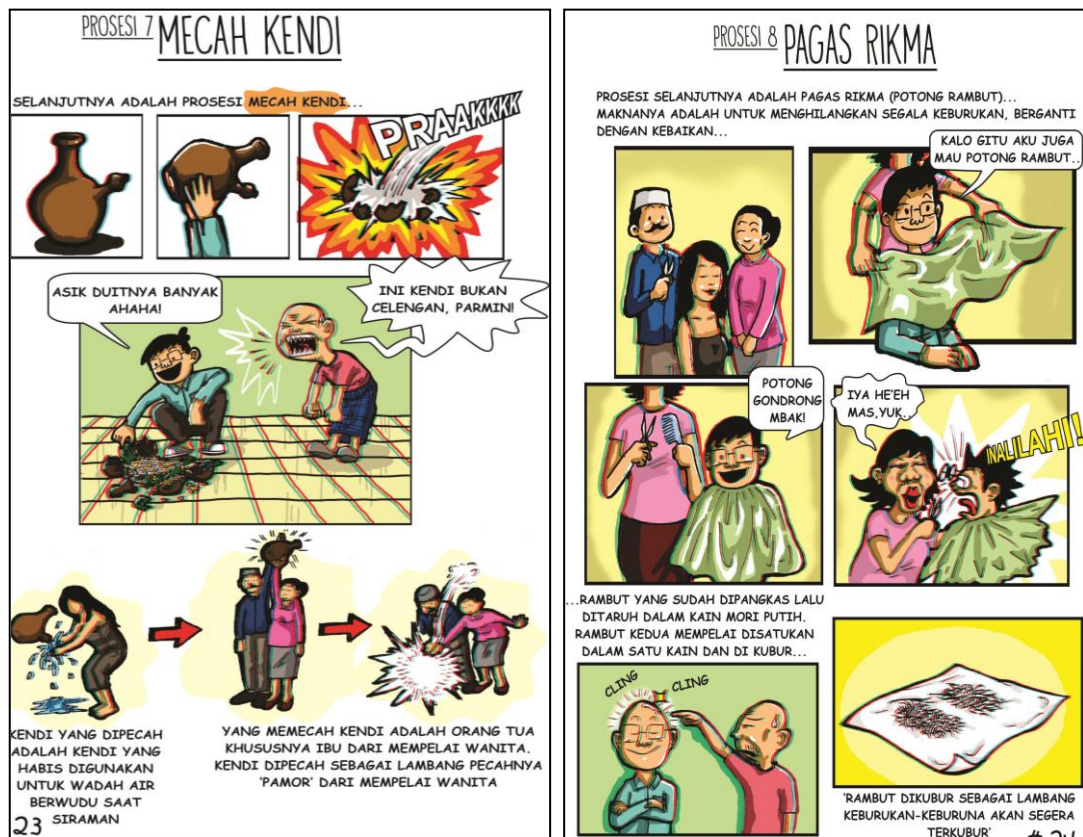 PROSESI 7 MECAH KENDI
SELANJUTNYA ADALAH PROSESI MECAH KENDI...
PRAAKKKK
ASIK DUITNYA BANYAK
AHAHA!
INI KENDI BUKAN
CELENGAN, PARMIN!
KENDI YANG DIPECAH
ADALAH KENDI YANG
HABIS DIGUNAKAN
UNTUK WADAH AIR
BERWUDU SAAT
SIRAMAN
YANG MEMECAH KENDI ADALAH ORANG TUA
KHUSUSNYA IBU DARI MEMPELAI WANITA.
KENDI DIPECAH SEBAGAI LAMBANG PECAHNYA
'PAMOR' DARI MEMPELAI WANITA
23
PROSESI 8 PAGAS RIKMA
PROSESI SELANJUTNYA ADALAH PAGAS RIKMA (POTONG RAMBUT)...
MAKNANYA ADALAH UNTUK MENGHILANGKAN SEGALA KEBURUKAN, BERGANTI
DENGAN KEBAIKAN...
KALO GITU AKU JUGA
MAU POTONG RAMBUT..
POTONG
GONDRONG
MBAK!
IYA HE'EH
MAS,YUK..
INALILAHI!
...RAMBUT YANG SUDAH DIPANGKAS LALU
DITARUH DALAM KAIN MORI PUTIH.
RAMBUT KEDUA MEMPELAI DISATUKAN
DALAM SATU KAIN DAN DI KUBUR...
CLING
CLING
'RAMBUT DIKUBUR SEBAGAI LAMBANG
KEBURUKAN-KEBURUNA AKAN SEGERA
TERKUBUR'
# 24